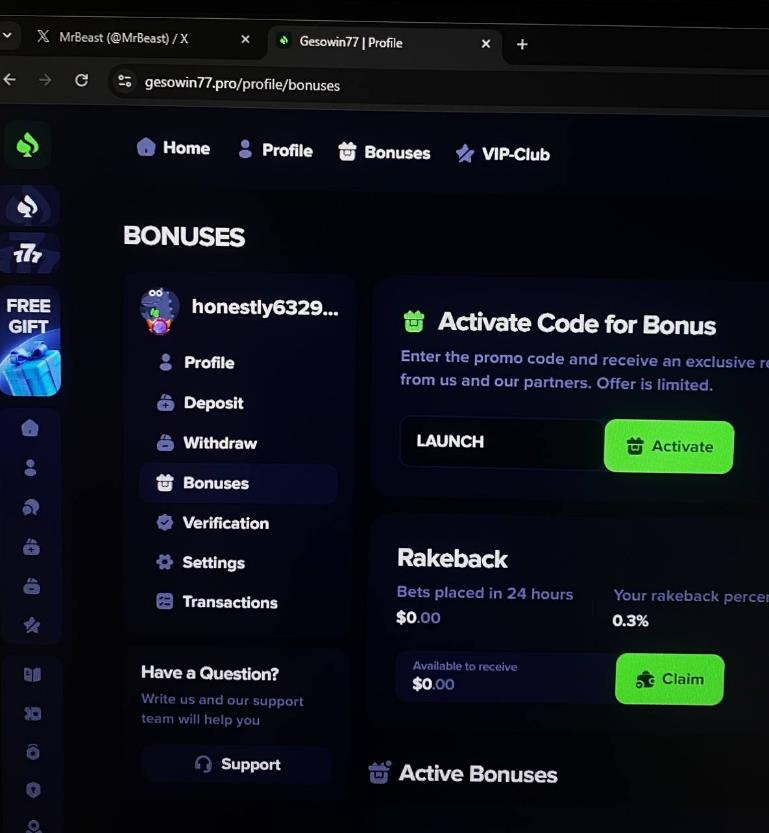 MrBeast (@MrBeast) / X
Gesowin77 | Profile
gesowin77.pro/profile/bonuses
Home
Profile
Bonuses
VIP-Club
777
FREE
GIFT
BONUSES
honestly6329...
Profile
Deposit
Withdraw
Bonuses
Verification
Settings
Transactions
Have a Question?
Write us and our support
team will help you
Support
Activate Code for Bonus
Enter the promo code and receive an exclusive
from us and our partners. Offer is limited.
LAUNCH
Activate
Rakeback
Bets placed in 24 hours
$0.00
Your rakeback
0.3%
Available to receive
$0.00
Claim
Active Bonuses